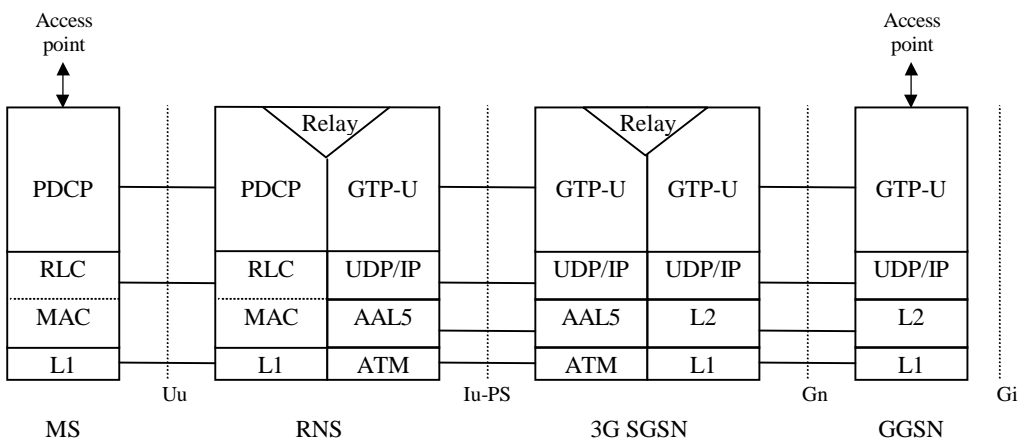 Access
point
Access
point
Relay
Relay
PDCP
PDCP
GTP-U
GTP-U
GTP-U
GTP-U
RLC
RLC
UDP/IP
UDP/IP
UDP/IP
UDP/IP
MAC
MAC
AAL5
AAL5
L2
L2
L1
L1
ATM
ATM
L1
L1
Uu
Iu-PS
Gn
Gi
MS
RNS
3G SGSN
GGSN